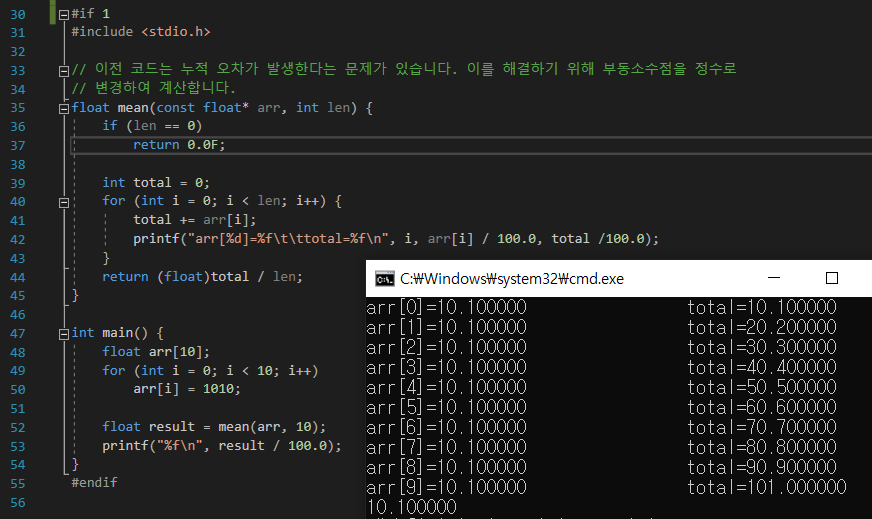 30 #if 1
31 #include <stdio.h>
32
33 // 이전 코드는 누적 오차가 발생한다는 문제가 있습니다. 이를 해결하기 위해 부동소수점을 정수로
34 // 변경하여 계산합니다.
35 float mean(const float* arr, int len) {
36 if (len == 0)
37 return 0.0F;
38
39 int total = 0;
40 for (int i = 0; i < len; i++) {
41 total += arr[i];
42 printf("arr[%d]=%f\t\ttotal=%f\n", i, arr[i] / 100.0, total /100.0);
43 }
44 return (float)total / len;
45 }
46
47 int main() {
48 float arr[10];
49 for (int i = 0; i < 10; i++)
50 arr[i] = 1010;
51
52 float result = mean(arr, 10);
53 printf("%f\n", result / 100.0);
54 }
55 #endif
56
C:\Windows\system32\cmd.exe
arr[0]=10.100000 total=10.100000
arr[1]=10.100000 total=20.200000
arr[2]=10.100000 total=30.300000
arr[3]=10.100000 total=40.400000
arr[4]=10.100000 total=50.500000
arr[5]=10.100000 total=60.600000
arr[6]=10.100000 total=70.700000
arr[7]=10.100000 total=80.800000
arr[8]=10.100000 total=90.900000
arr[9]=10.100000 total=101.000000
10.100000